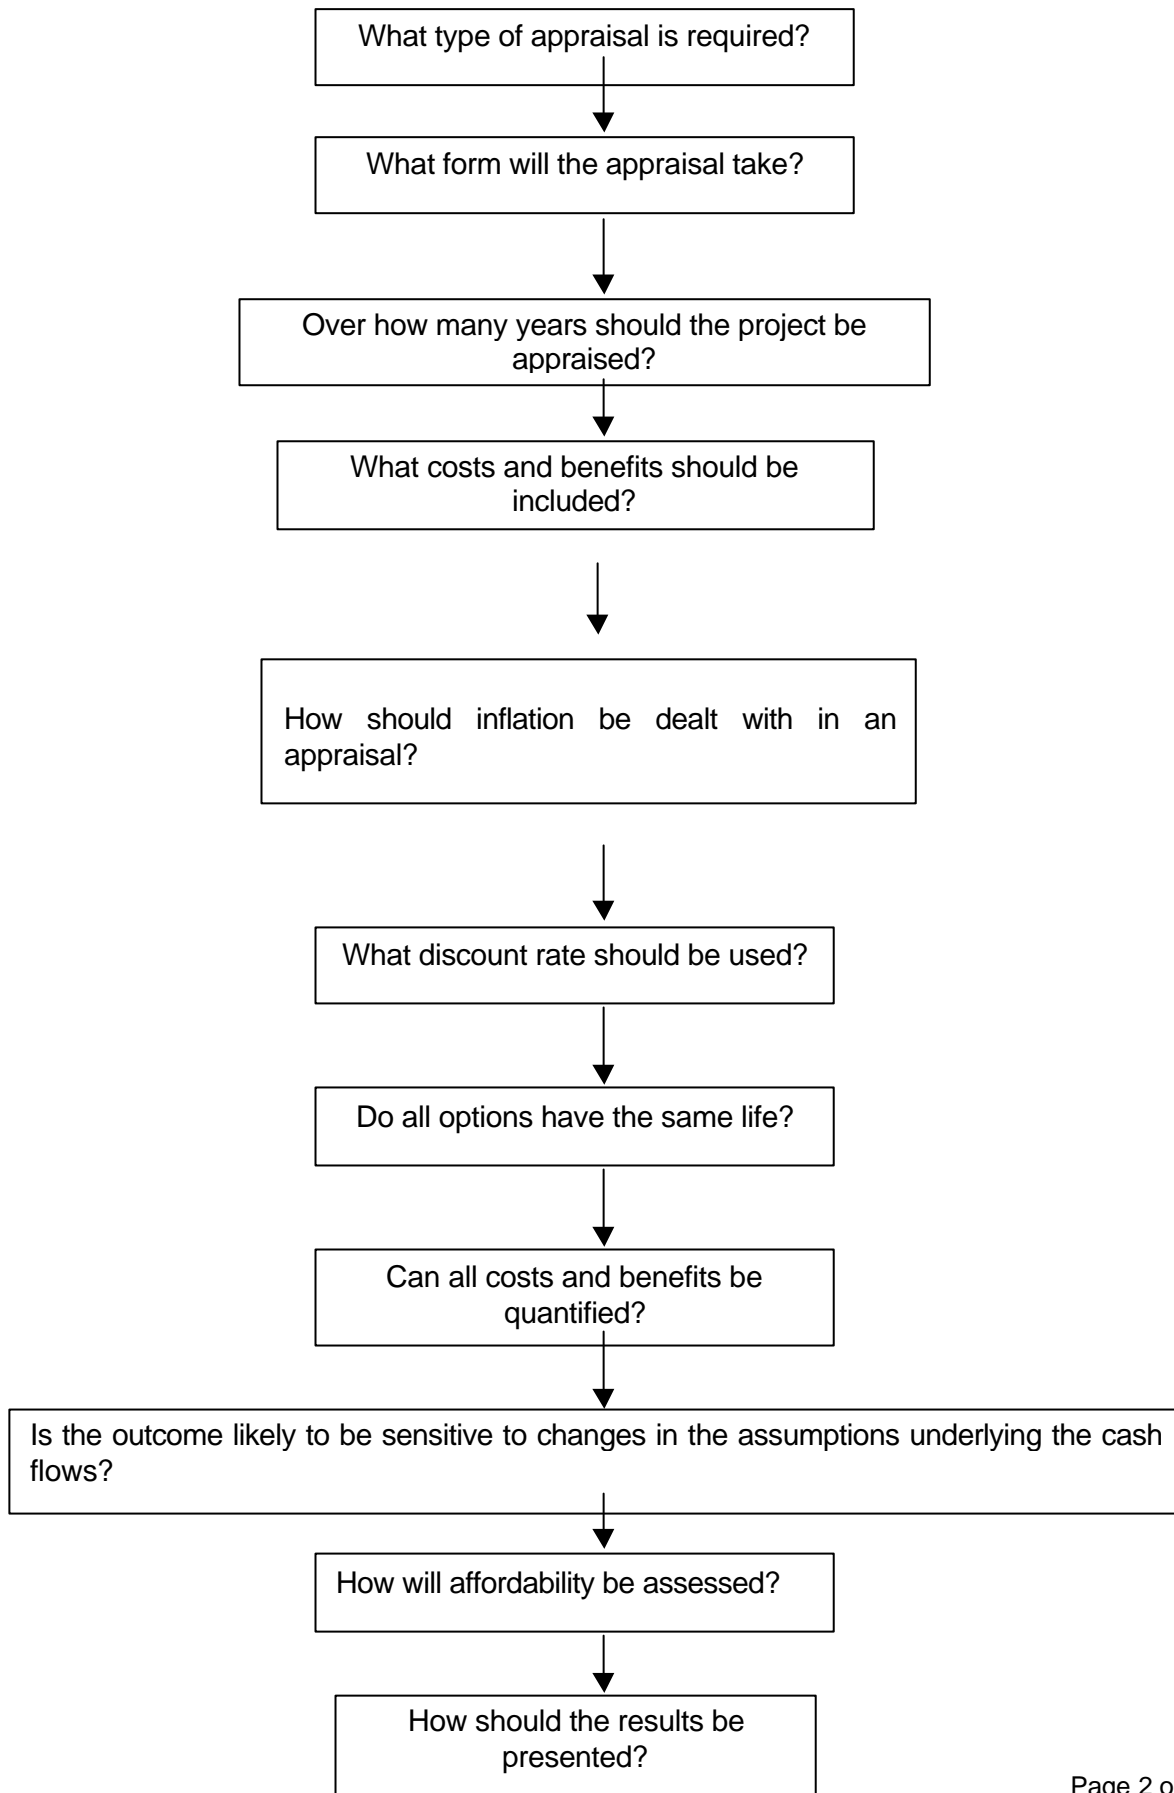 What type of appraisal is required?
What form will the appraisal take?
Over how many years should the project be
appraised?
What costs and benefits should be
included?
How should inflation be dealt with in an
appraisal?
What discount rate should be used?
Do all options have the same life?
Can all costs and benefits be
quantified?
Is the outcome likely to be sensitive to changes in the assumptions underlying the cash
flows?
How will affordability be assessed?
How should the results be
presented?
Page 2 o